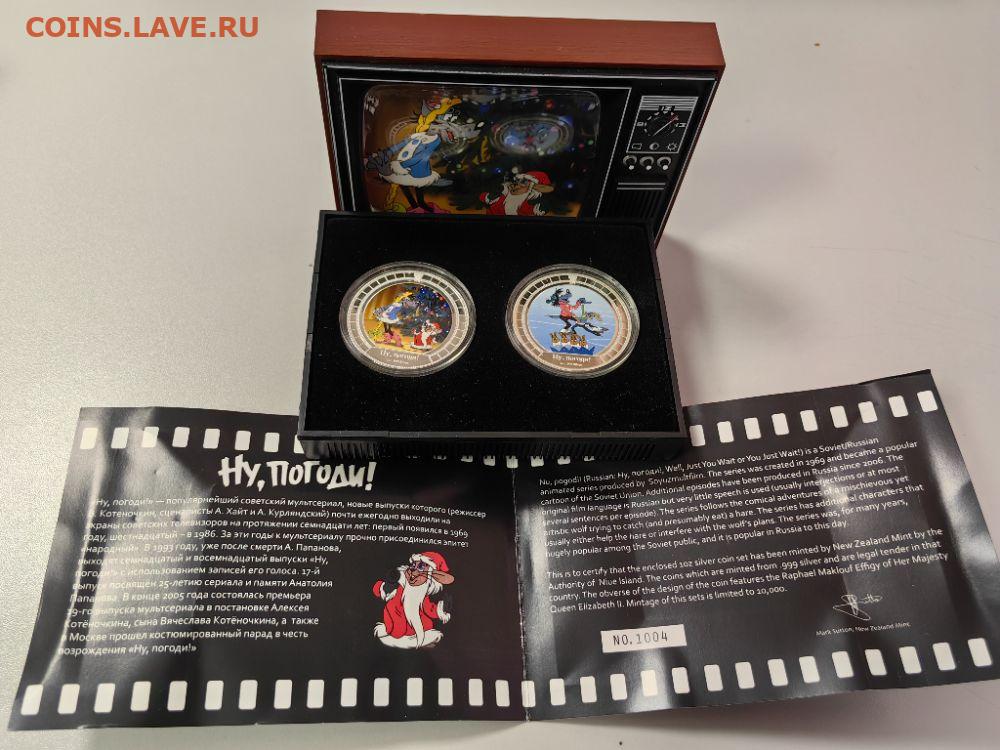 COINS.LAVE.RU
Ну, погоди!
Ну, погоди!
Ну, погоди!
«Ну, погоди!» — популярнейший советский мультсериал, новые выпуски которого (режиссер
В. Котеночкин, сценаристы А. Хайт и А. Курляндский) почти ежегодно выходили на
экраны советских телевизоров на протяжении семнадцати лет: первый появился в 1969
году, шестнадцатый – в 1986. За эти годы к мультсериалу прочно присоединился эпитет
«народный». В 1993 году, уже после смерти А. Папанова,
выходят семнадцатый и восемнадцатый выпуски «Ну,
погоди!» с использованием записей его голоса. 17-й
выпуск посвящён 25-летию сериала и памяти Анатолия
Папанова. В конце 2005 года состоялась премьера
19-го выпуска мультсериала в постановке Алексея
Котёночкина, сына Вячеслава Котёночкина, а также
в Москве прошел костюмированный парад в честь
возрождения «Ну, погоди!»
Nu, pogodi! (Russian: Ну, погоди!, Well, Just You Wait or You Just Wait!) is a Soviet/Russian
animated series produced by Soyuzmultfilm. The series was created in 1969 and became a popular
cartoon of the Soviet Union. Additional episodes have been produced in Russia since 2006. The
original film language is Russian but very little speech is used (usually interjections or at most
several sentences per episode). The series follows the comical adventures of a mischievous yet
artistic wolf trying to catch (and presumably eat) a hare. The series has additional characters that
usually either help the hare or interfere with the wolf's plans. The series was, for many years,
hugely popular among the Soviet public, and it is popular in Russia to this day.
This is to certify that the enclosed 1oz silver coin set has been minted by New Zealand Mint by the
Authority of Niue Island. The coins which are minted from .999 silver and are legal tender in that
country. The obverse of the design of the coin features the Raphael Maklouf Effigy of Her Majesty
Queen Elizabeth II. Mintage of this sets is limited to 10,000.
NO.1004
Mark Sutton, New Zealand Mint